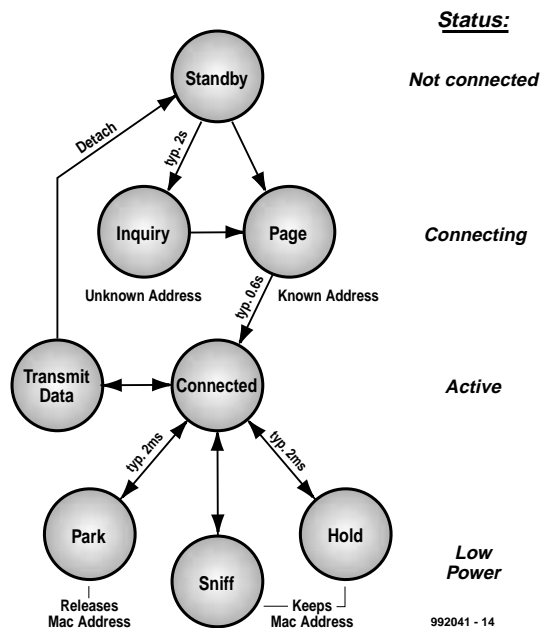 Status:
Standby
Not connected
Detach
typ. 2s
Inquiry
Page
Connecting
Unknown Address
Known Address
typ. 0.6s
Transmit
Data
Connected
Active
typ. 2ms
typ. 2ms
Park
Sniff
Hold
Low
Power
Releases
Mac Address
Keeps
Mac Address
992041 - 14